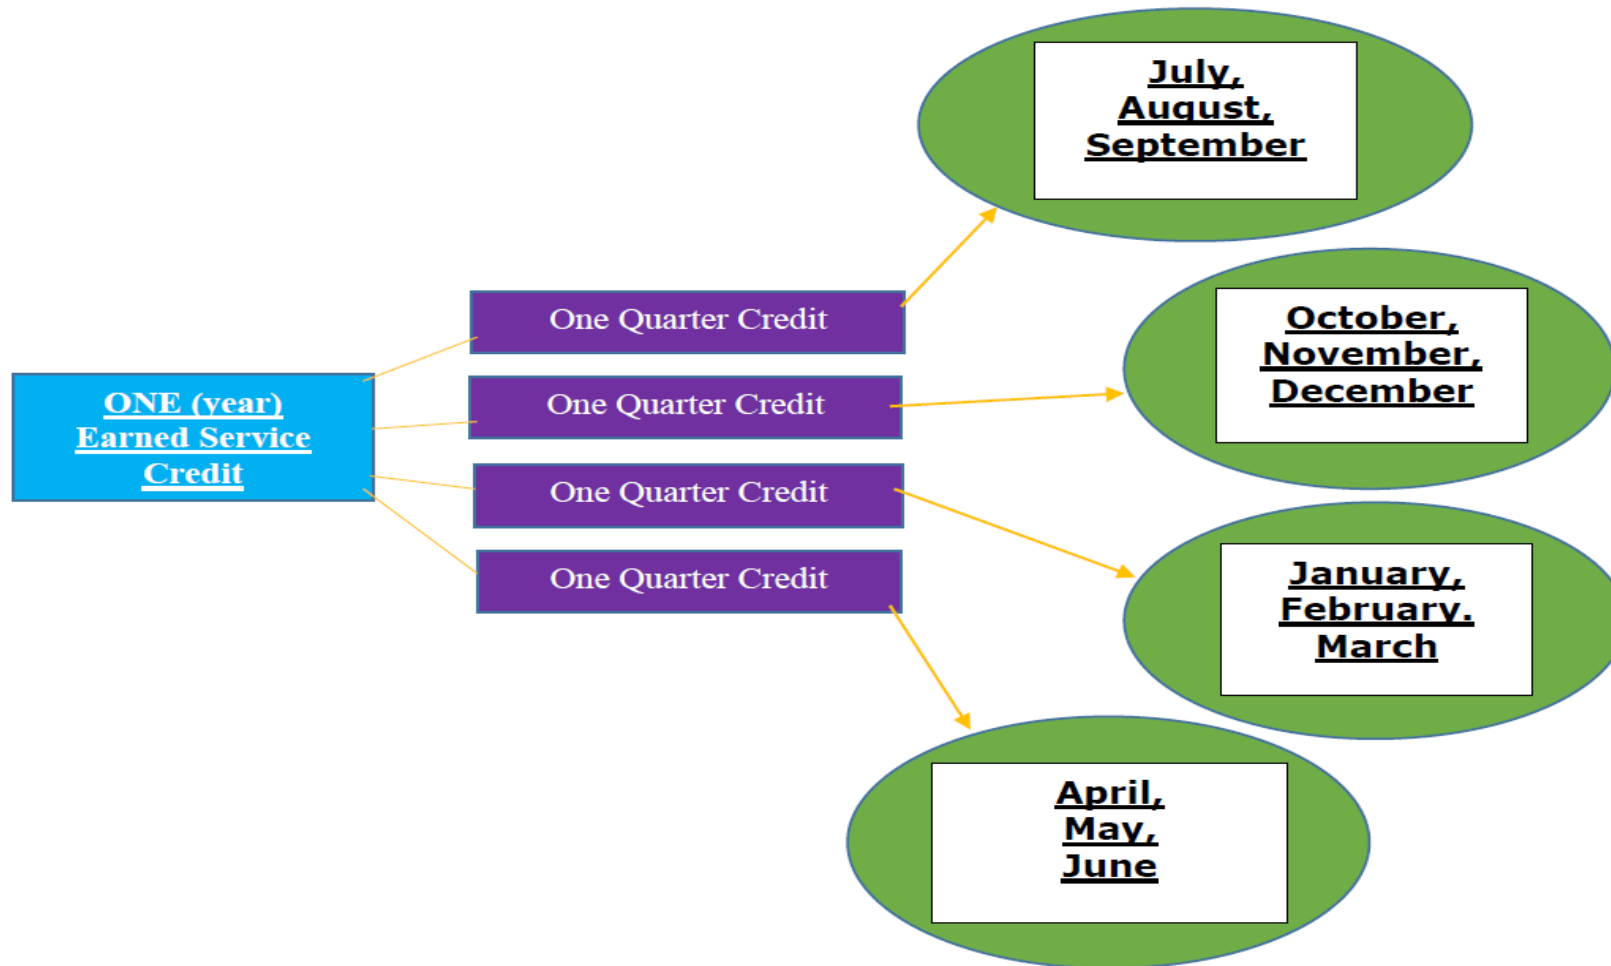 ONE (year)
Earned Service
Credit
One Quarter Credit
One Quarter Credit
One Quarter Credit
One Quarter Credit
July,
August,
September
October,
November,
December
January,
February.
March
April,
May,
June